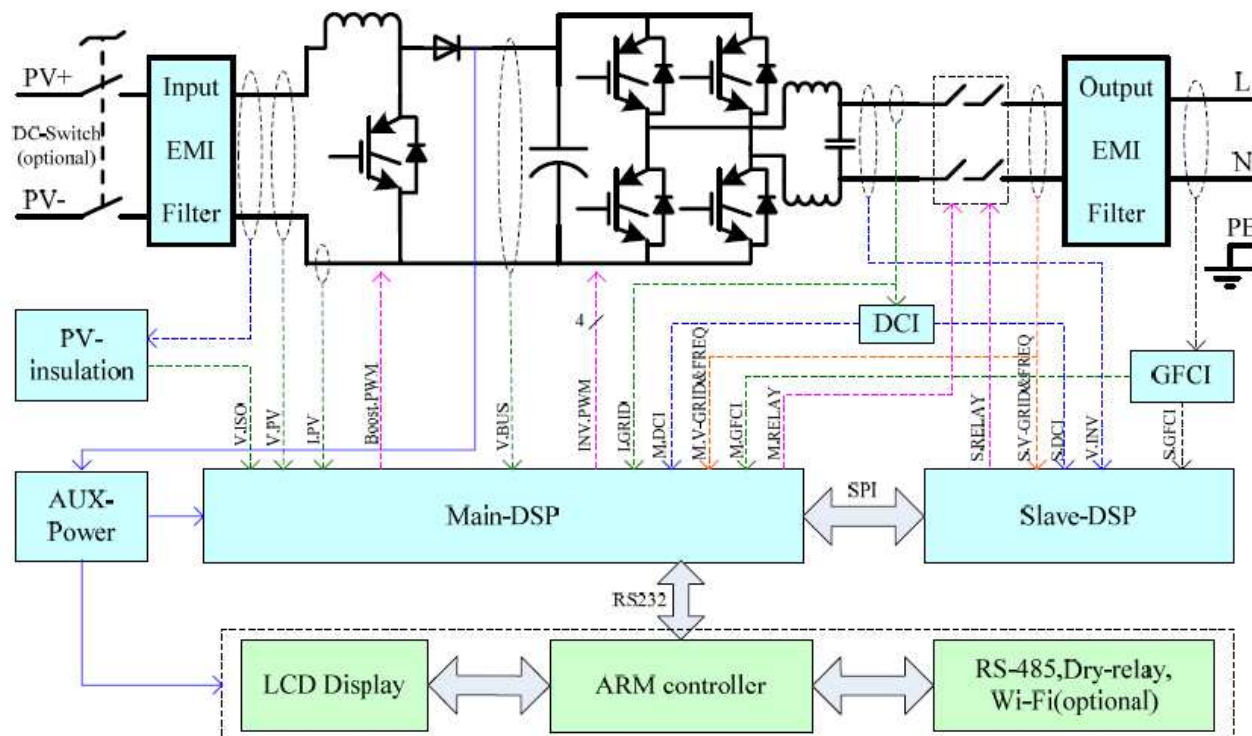 PV+
DC-Switch
(optional)
PV-
Input
EMI
Filter
Output
EMI
Filter
L
N
PE
PV-
insulation
DCI
GFCI
4
V.ISO
V.PV
I.PV
Boost.PWM
V.BUS
INV.PWM
I.GRID
M.DCI
M.V-GRID&FREQ
M.GFCI
M.RELAY
S.RELAY
S.V-GRID&FREQ
S.DCI
V.INV
S.GFCI
AUX-
Power
Main-DSP
SPI
Slave-DSP
RS232
LCD Display
ARM controller
RS-485,Dry-relay,
Wi-Fi(optional)